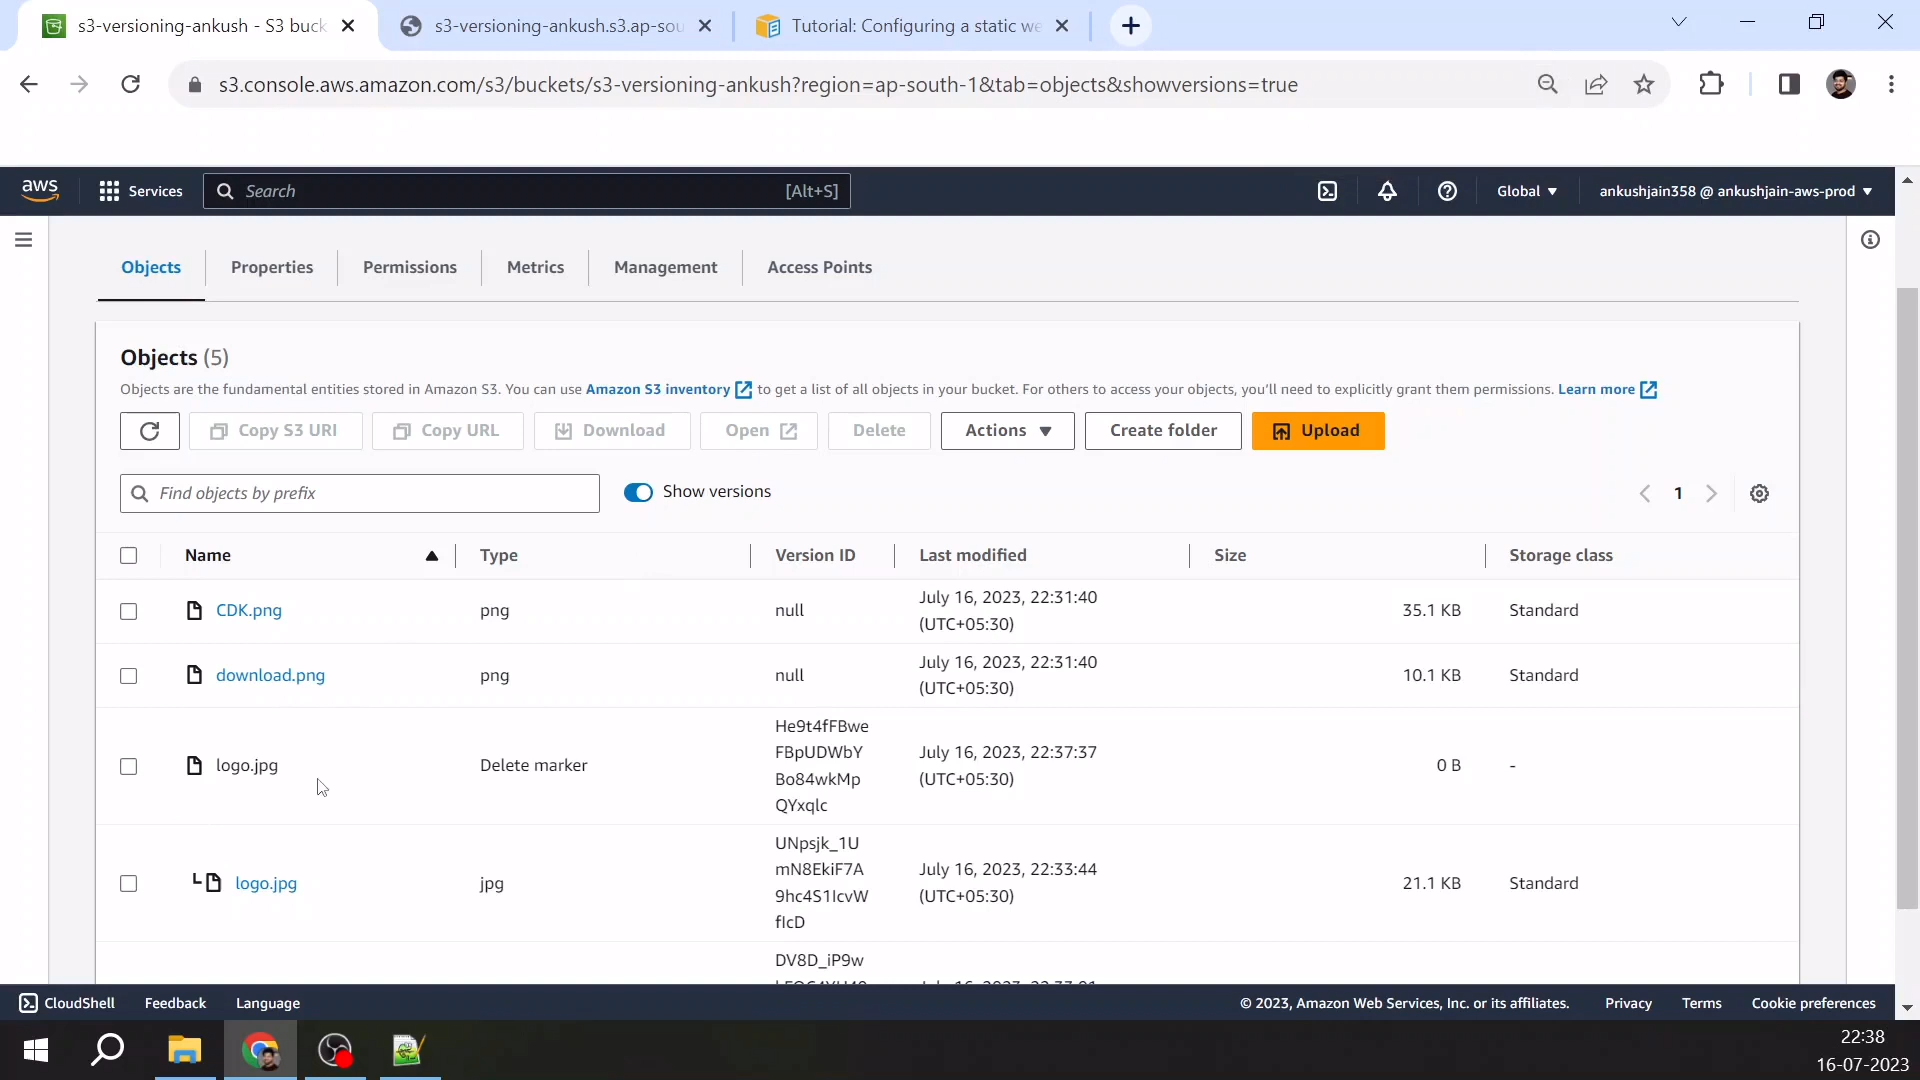 s3-versioning-ankush - S3 buck
s3-versioning-ankush.s3.ap-sou
Tutorial: Configuring a static we
s3.console.aws.amazon.com/s3/buckets/s3-versioning-ankush?region=ap-south-1&tab=objects&showversions=true
aws
Services
Search
[Alt+S]
Global
ankushjain358 @ ankushjain-aws-prod
Objects
Properties
Permissions
Metrics
Management
Access Points
Objects (5)
Objects are the fundamental entities stored in Amazon S3. You can use Amazon S3 inventory to get a list of all objects in your bucket. For others to access your objects, you'll need to explicitly grant them permissions. Learn more
Copy S3 URI
Copy URL
Download
Open
Delete
Actions
Create folder
Upload
Find objects by prefix
Show versions
1
Name
Type
Version ID
Last modified
Size
Storage class
CDK.png
png
null
July 16, 2023, 22:31:40
(UTC+05:30)
35.1 KB
Standard
download.png
png
null
July 16, 2023, 22:31:40
(UTC+05:30)
10.1 KB
Standard
logo.jpg
Delete marker
He9t4fFBwe
FBpUDWbY
Bo84wkMp
QYxqlc
July 16, 2023, 22:37:37
(UTC+05:30)
0 B
-
logo.jpg
jpg
UNpsjk_1U
mN8EkiF7A
9hc4S1IcvW
flcD
July 16, 2023, 22:33:44
(UTC+05:30)
21.1 KB
Standard
DV8D_iP9w
CloudShell
Feedback
Language
© 2023, Amazon Web Services, Inc. or its affiliates.
Privacy
Terms
Cookie preferences
22:38
16-07-2023